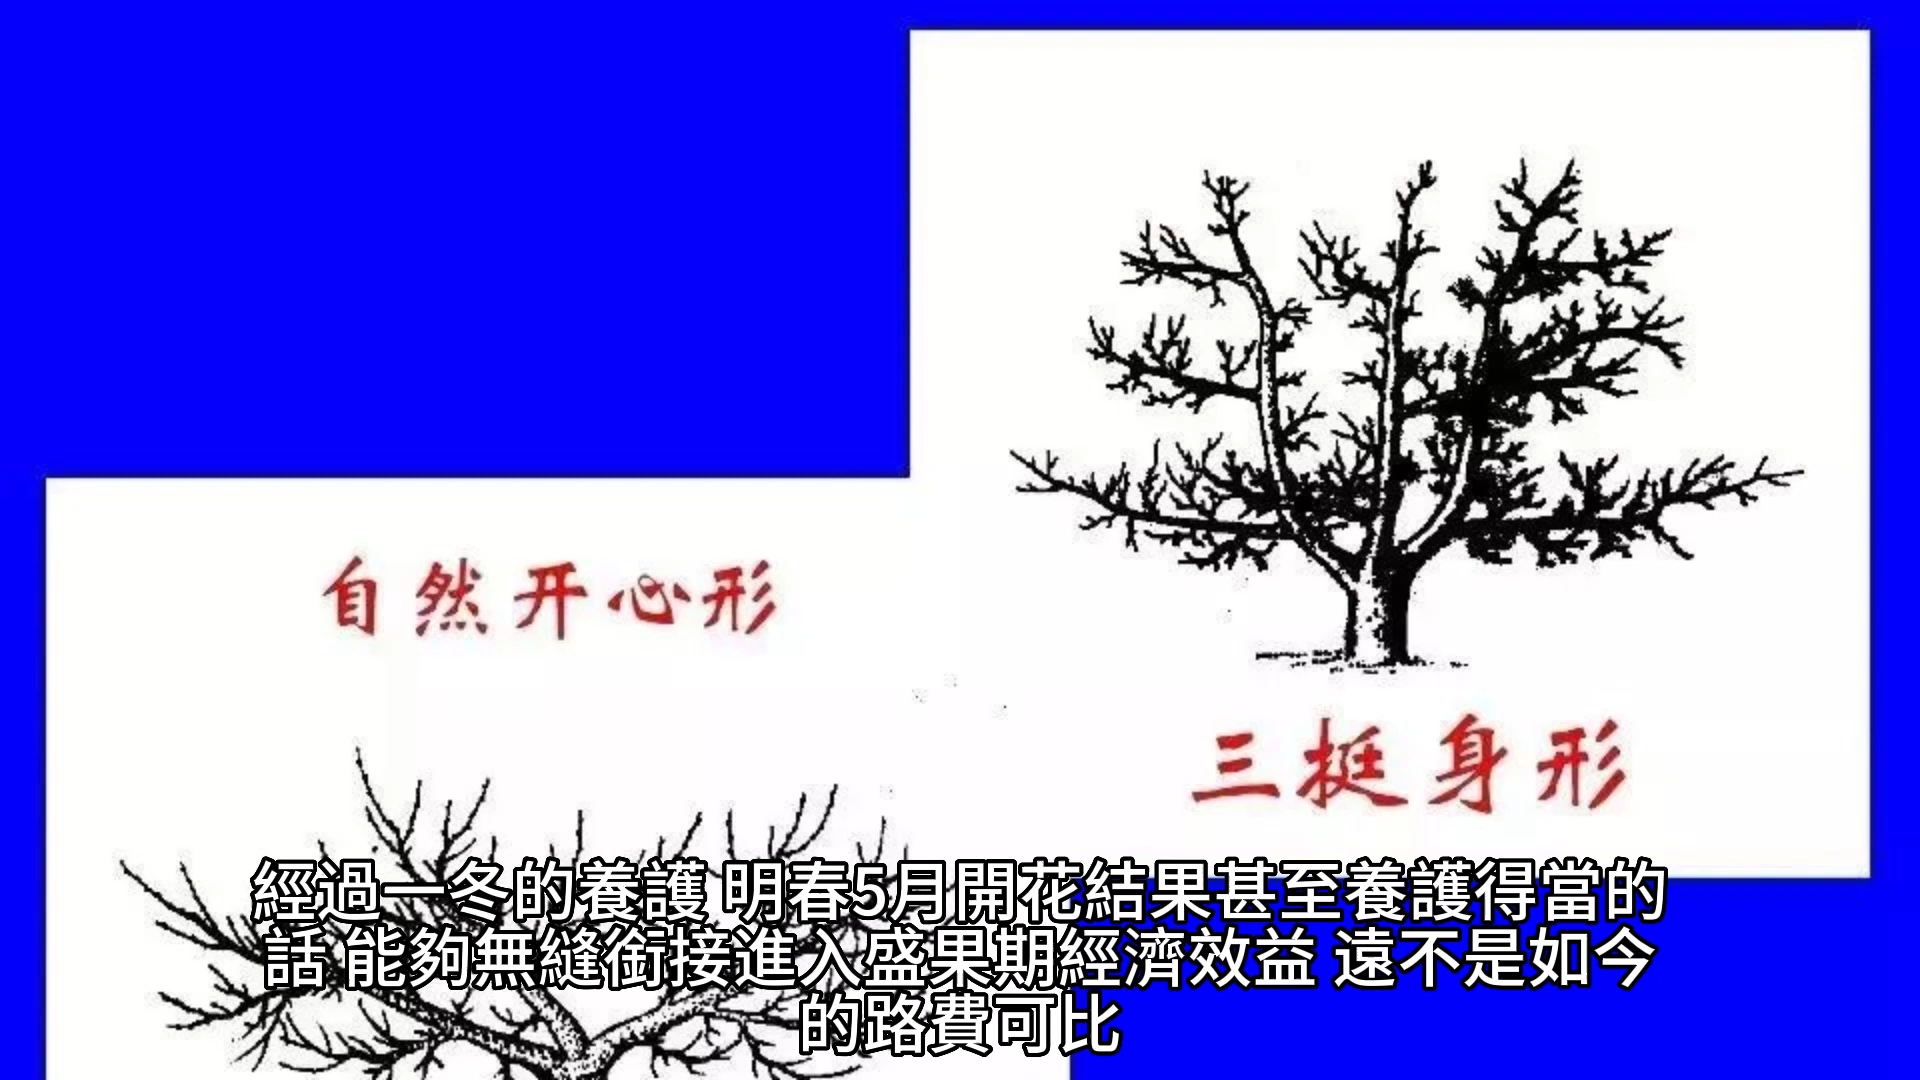 自然开心形
三挺身形
經過一冬的養護 明春5月開花結果甚至養護得當的
話 能夠無縫銜接進入盛果期經濟效益 遠不是如今
的路費可比